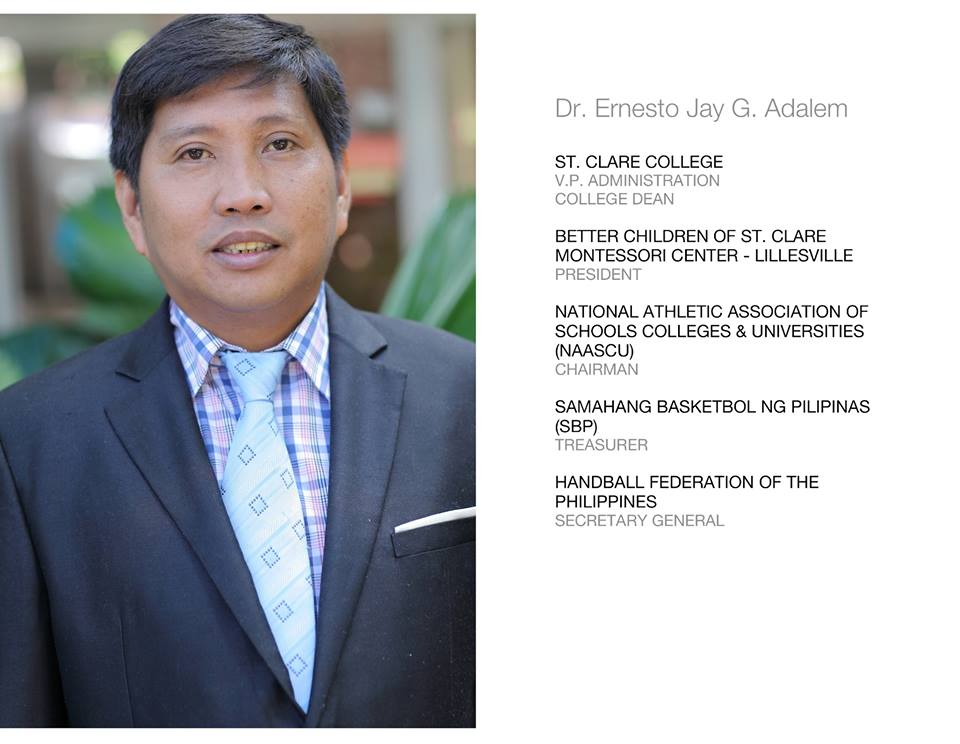 Dr. Ernesto Jay G. Adalem
ST. CLARE COLLEGE
V.P. ADMINISTRATION
COLLEGE DEAN
BETTER CHILDREN OF ST. CLARE
MONTESSORI CENTER - LILLESVILLE
PRESIDENT
NATIONAL ATHLETIC ASSOCIATION OF
SCHOOLS COLLEGES & UNIVERSITIES
(NAASCU)
CHAIRMAN
SAMAHANG BASKETBOL NG PILIPINAS
(SBP)
TREASURER
HANDBALL FEDERATION OF THE
PHILIPPINES
SECRETARY GENERAL